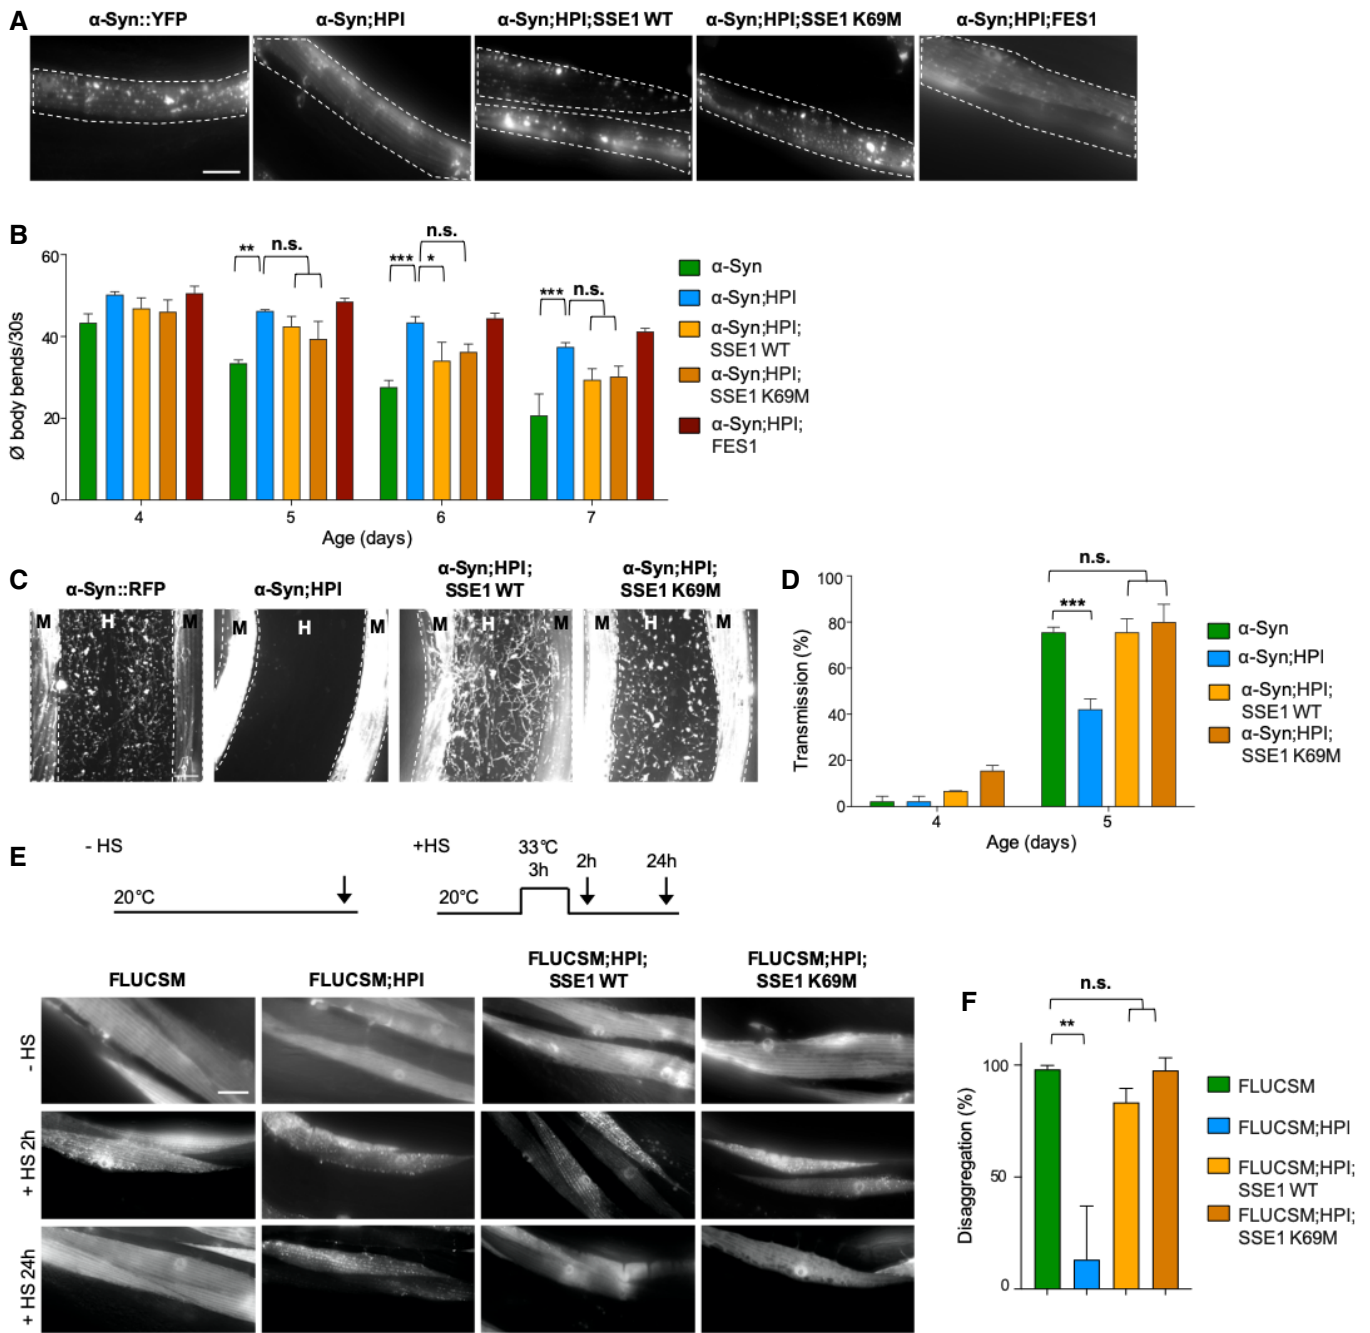 A
α-Syn::YFP
α-Syn;HPI
α-Syn;HPI;SSE1 WT
α-Syn;HPI;SSE1 K69M
α-Syn;HPI;FES1
B
Ø body bends/30s
60
40
20
0
** n.s.
*** * n.s.
*** n.s.
4 5 6 7
Age (days)
α-Syn
α-Syn;HPI
α-Syn;HPI;
SSE1 WT
α-Syn;HPI;
SSE1 K69M
α-Syn;HPI;
FES1
C
α-Syn::RFP
α-Syn;HPI
α-Syn;HPI;
SSE1 WT
α-Syn;HPI;
SSE1 K69M
M H M
M H M
M H M
M H M
D
Transmission (%)
100
80
60
40
20
0
n.s.
***
4 5
Age (days)
α-Syn
α-Syn;HPI
α-Syn;HPI;
SSE1 WT
α-Syn;HPI;
SSE1 K69M
E
- HS
20°C
+HS
20°C
33°C
3h
2h
24h
FLUCSM
FLUCSM;HPI
FLUCSM;HPI;
SSE1 WT
FLUCSM;HPI;
SSE1 K69M
- HS
+ HS 2h
+ HS 24h
F
Disaggregation (%)
100
50
0
n.s.
**
FLUCSM
FLUCSM;HPI
FLUCSM;HPI;
SSE1 WT
FLUCSM;HPI;
SSE1 K69M